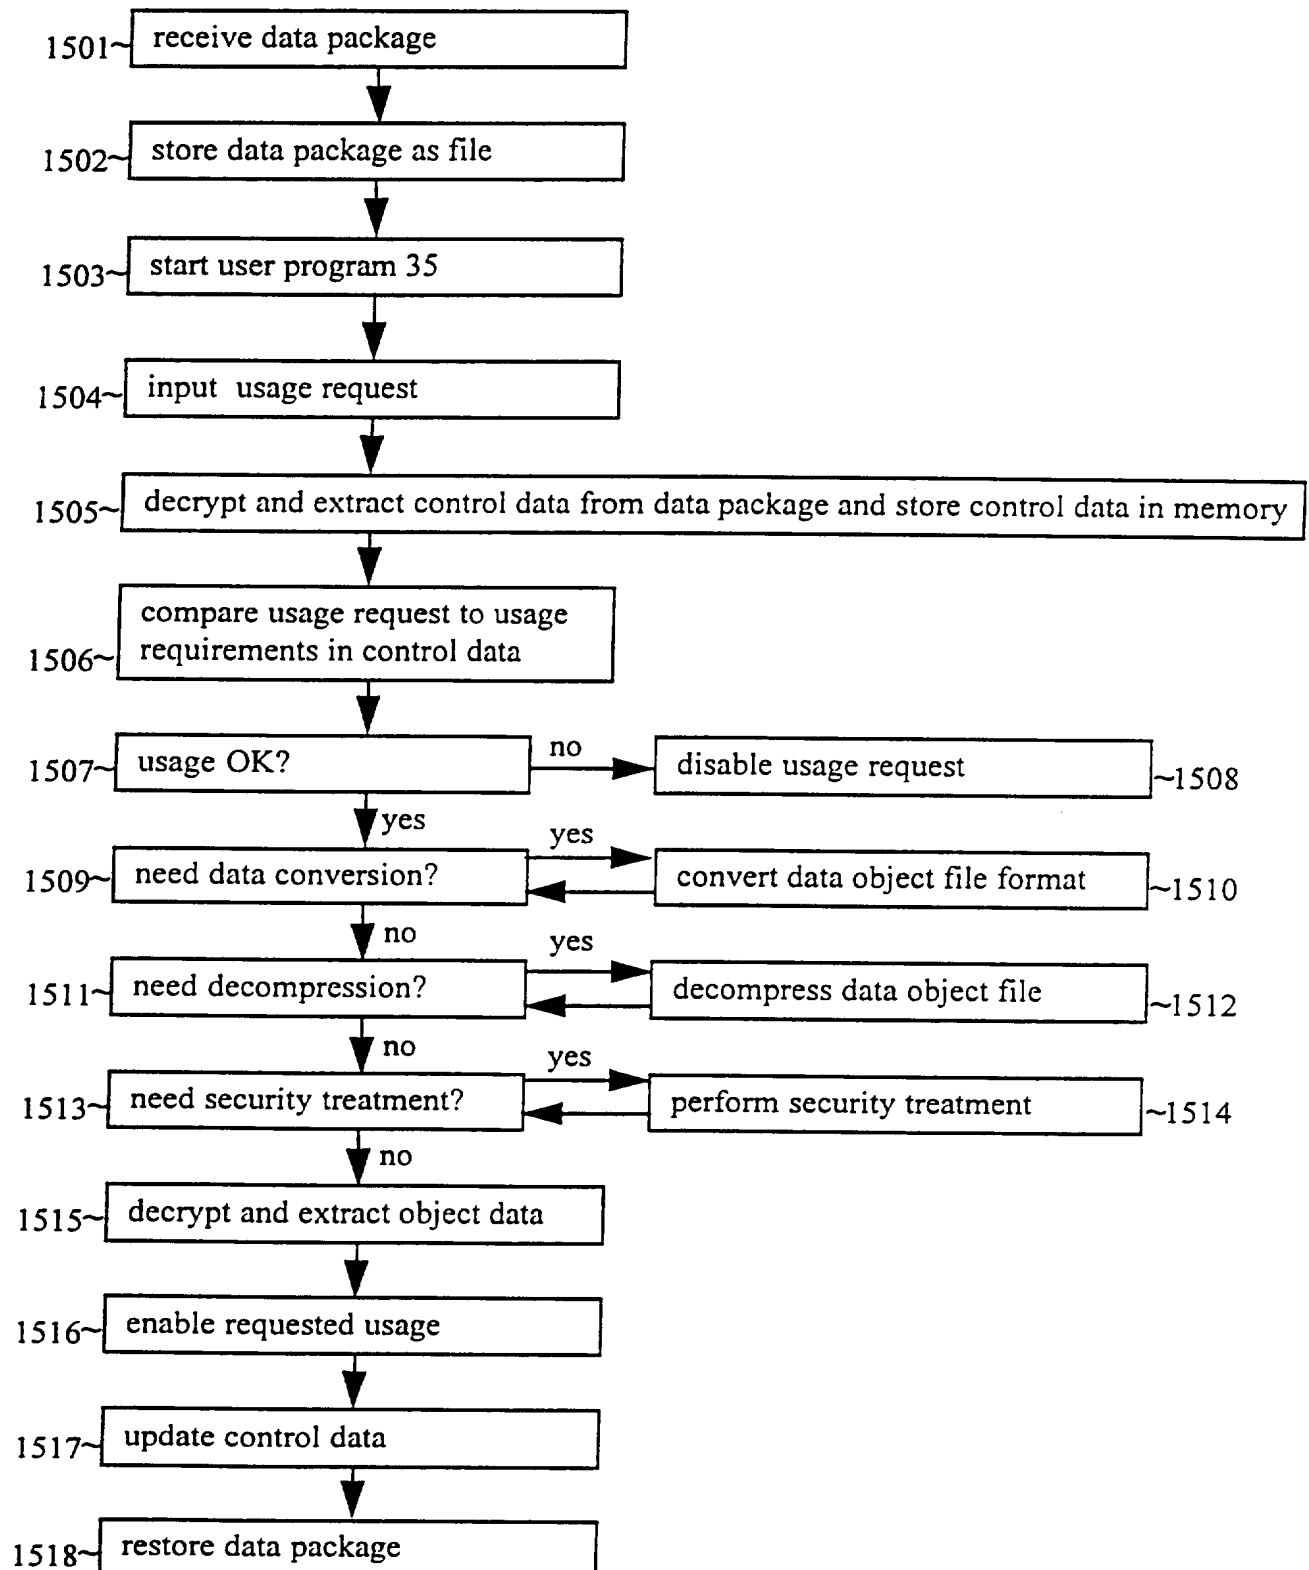 1501~ receive data package
1502~ store data package as file
1503~ start user program 35
1504~ input usage request
1505~ decrypt and extract control data from data package and store control data in memory
compare usage request to usage
1506~ requirements in control data
1507~ usage OK? no disable usage request ~1508
yes
yes
1509~ need data conversion? convert data object file format ~1510
no
yes
1511~ need decompression? decompress data object file ~1512
no
yes
1513~ need security treatment? perform security treatment ~1514
no
1515~ decrypt and extract object data
1516~ enable requested usage
1517~ update control data
1518~ restore data package